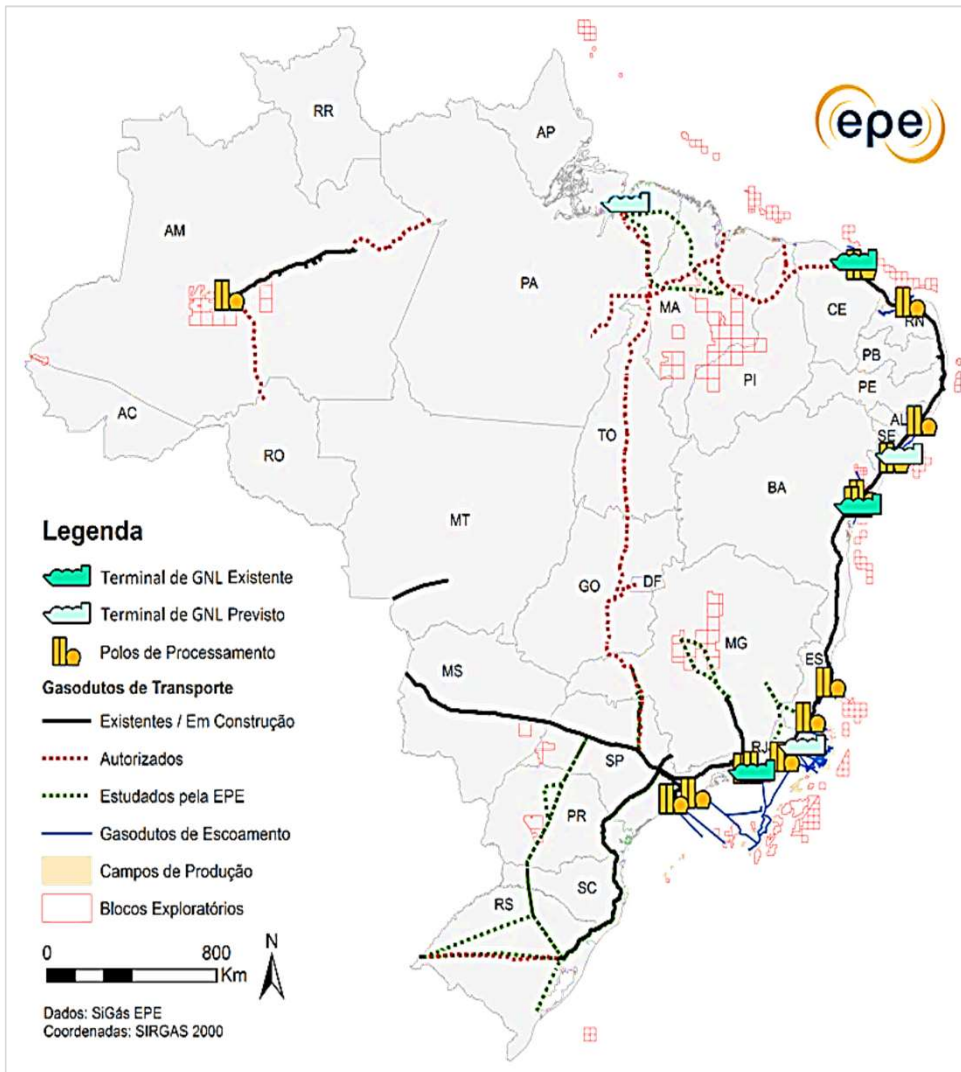 epe
RR
AP
AM
PA
MA
CE
RN
PB
PE
PI
AL
SE
AC
TO
RO
BA
MT
GO
DF
MG
ES
MS
RJ
SP
PR
SC
RS
Legenda
Terminal de GNL Existente
Terminal de GNL Previsto
Polos de Processamento
Gasodutos de Transporte
Existentes / Em Construção
Autorizados
Estudados pela EPE
Gasodutos de Escoamento
Campos de Produção
Blocos Exploratórios
0 800
Km
N
Dados: SiGás EPE
Coordenadas: SIRGAS 2000